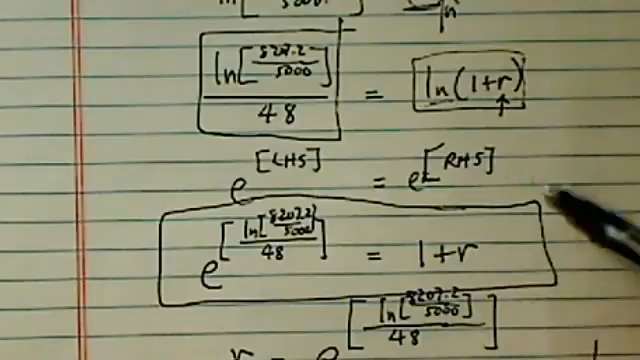 ln[8207.2/5000]/48 = ln(1+r)
e^[LHS] = e^[RHS]
e^[ln[8207.2/5000]/48] = 1+r
r = e^[ln[8207.2/5000]/48]